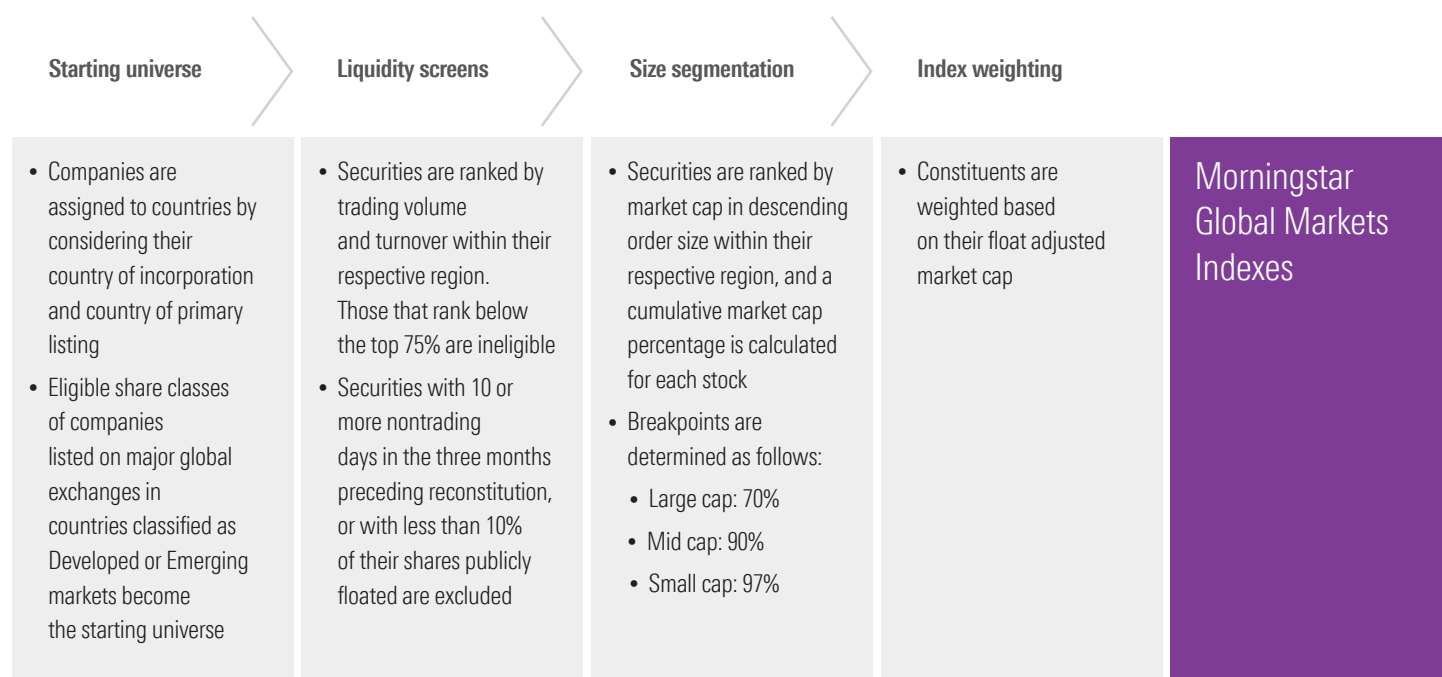 Starting universe
Liquidity screens
Size segmentation
Index weighting
• Companies are
assigned to countries by
considering their
country of incorporation
and country of primary
listing
• Eligible share classes
of companies
listed on major global
exchanges in
countries classified as
Developed or Emerging
markets become
the starting universe
• Securities are ranked by
trading volume
and turnover within their
respective region.
Those that rank below
the top 75% are ineligible
• Securities with 10 or
more nontrading
days in the three months
preceding reconstitution,
or with less than 10%
of their shares publicly
floated are excluded
• Securities are ranked by
market cap in descending
order size within their
respective region, and a
cumulative market cap
percentage is calculated
for each stock
• Breakpoints are
determined as follows:
• Large cap: 70%
• Mid cap: 90%
• Small cap: 97%
• Constituents are
weighted based
on their float adjusted
market cap
Morningstar
Global Markets
Indexes